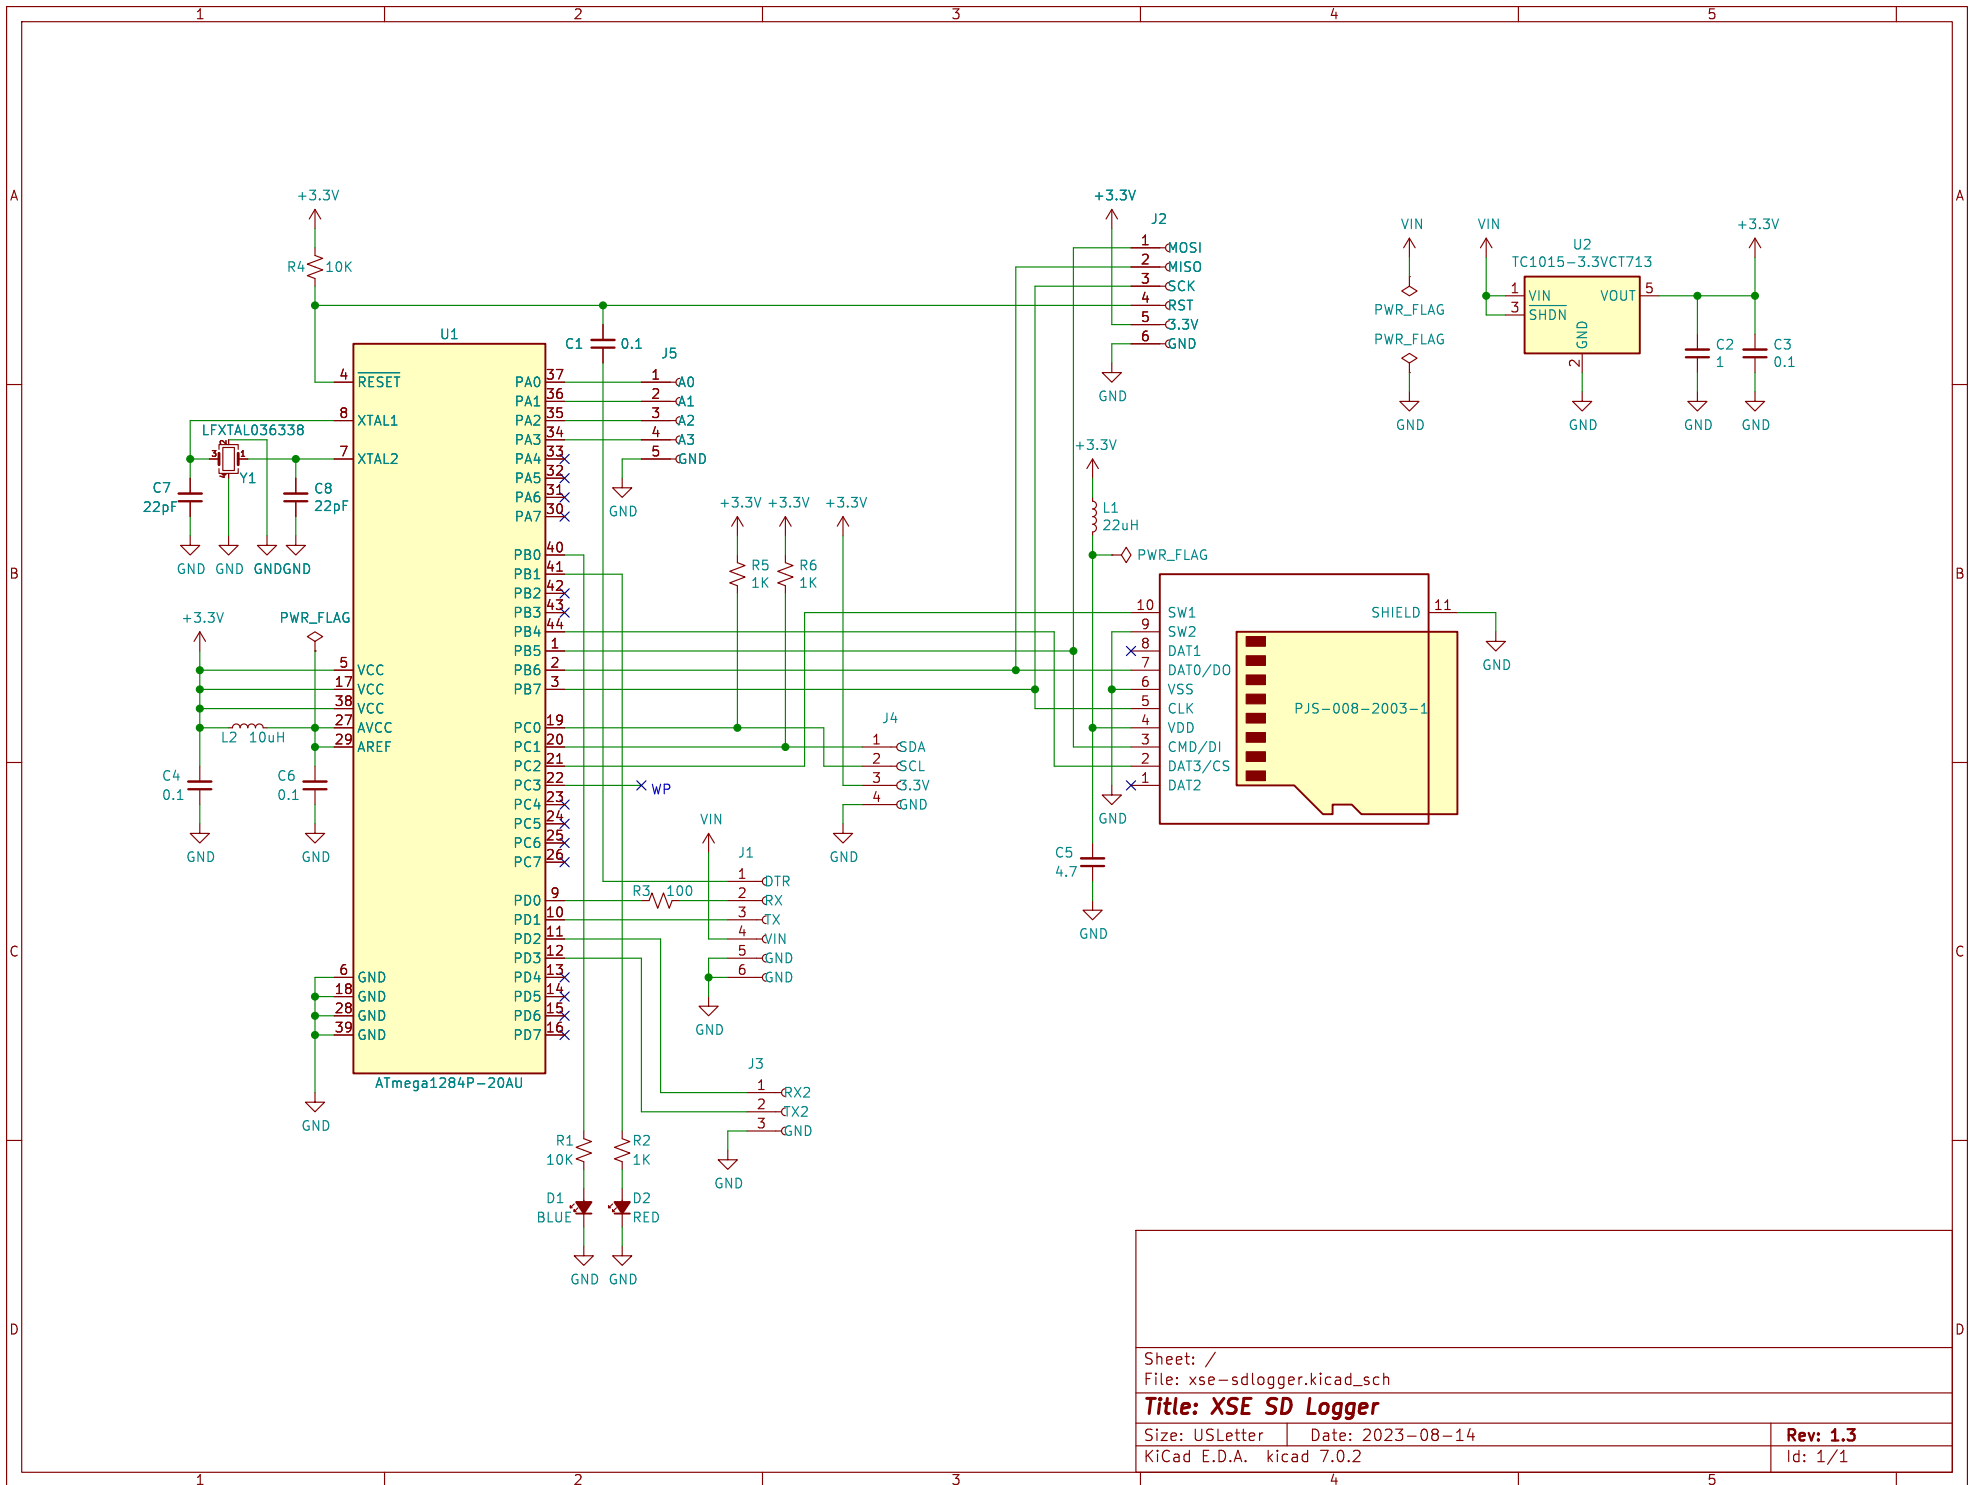 1 2 3 4 5
A
B
C
D
A
B
C
D
1 2 3 4 5
+3.3V
R4 10K
U1
4 RESET
8 XTAL1
7 XTAL2
5 VCC
17 VCC
38 VCC
27 AVCC
29 AREF
6 GND
18 GND
28 GND
39 GND
PA0 37
PA1 36
PA2 35
PA3 34
PA4 33
PA5 32
PA6 31
PA7 30
PB0 40
PB1 41
PB2 42
PB3 43
PB4 44
PB5 1
PB6 2
PB7 3
PC0 19
PC1 20
PC2 21
PC3 22
PC4 23
PC5 24
PC6 25
PC7 26
PD0 9
PD1 10
PD2 11
PD3 12
PD4 13
PD5 14
PD6 15
PD7 16
ATmega1284P-20AU
LFXTAL036338
2
3 1
4
Y1
C7
22pF
C8
22pF
GND GND GND GND
+3.3V
PWR_FLAG
L2 10uH
C4
0.1
C6
0.1
GND
GND
GND
C1 0.1
J5
1 A0
2 A1
3 A2
4 A3
5 GND
GND
+3.3V +3.3V +3.3V
R5
1K
R6
1K
WP
J4
1 SDA
2 SCL
3 3.3V
4 GND
GND
VIN
J1
1 DTR
2 RX
3 TX
4 VIN
5 GND
6 GND
R3 100
GND
J3
1 RX2
2 TX2
3 GND
GND
R1
10K
R2
1K
D1
BLUE
D2
RED
GND GND
+3.3V
J2
1 MOSI
2 MISO
3 SCK
4 RST
5 3.3V
6 GND
GND
+3.3V
L1
22uH
PWR_FLAG
10 SW1
9 SW2
8 DAT1
7 DAT0/DO
6 VSS
5 CLK
4 VDD
3 CMD/DI
2 DAT3/CS
1 DAT2
SHIELD 11
PJS-008-2003-1
GND
GND
C5
4.7
GND
VIN
PWR_FLAG
PWR_FLAG
GND
VIN
U2
TC1015-3.3VCT713
1 VIN
3 SHDN
VOUT 5
GND
2
GND
+3.3V
C2
1
C3
0.1
GND GND
Sheet: /
File: xse-sdlogger.kicad_sch
Title: XSE SD Logger
Size: USLetter Date: 2023-08-14 Rev: 1.3
KiCad E.D.A. kicad 7.0.2 Id: 1/1